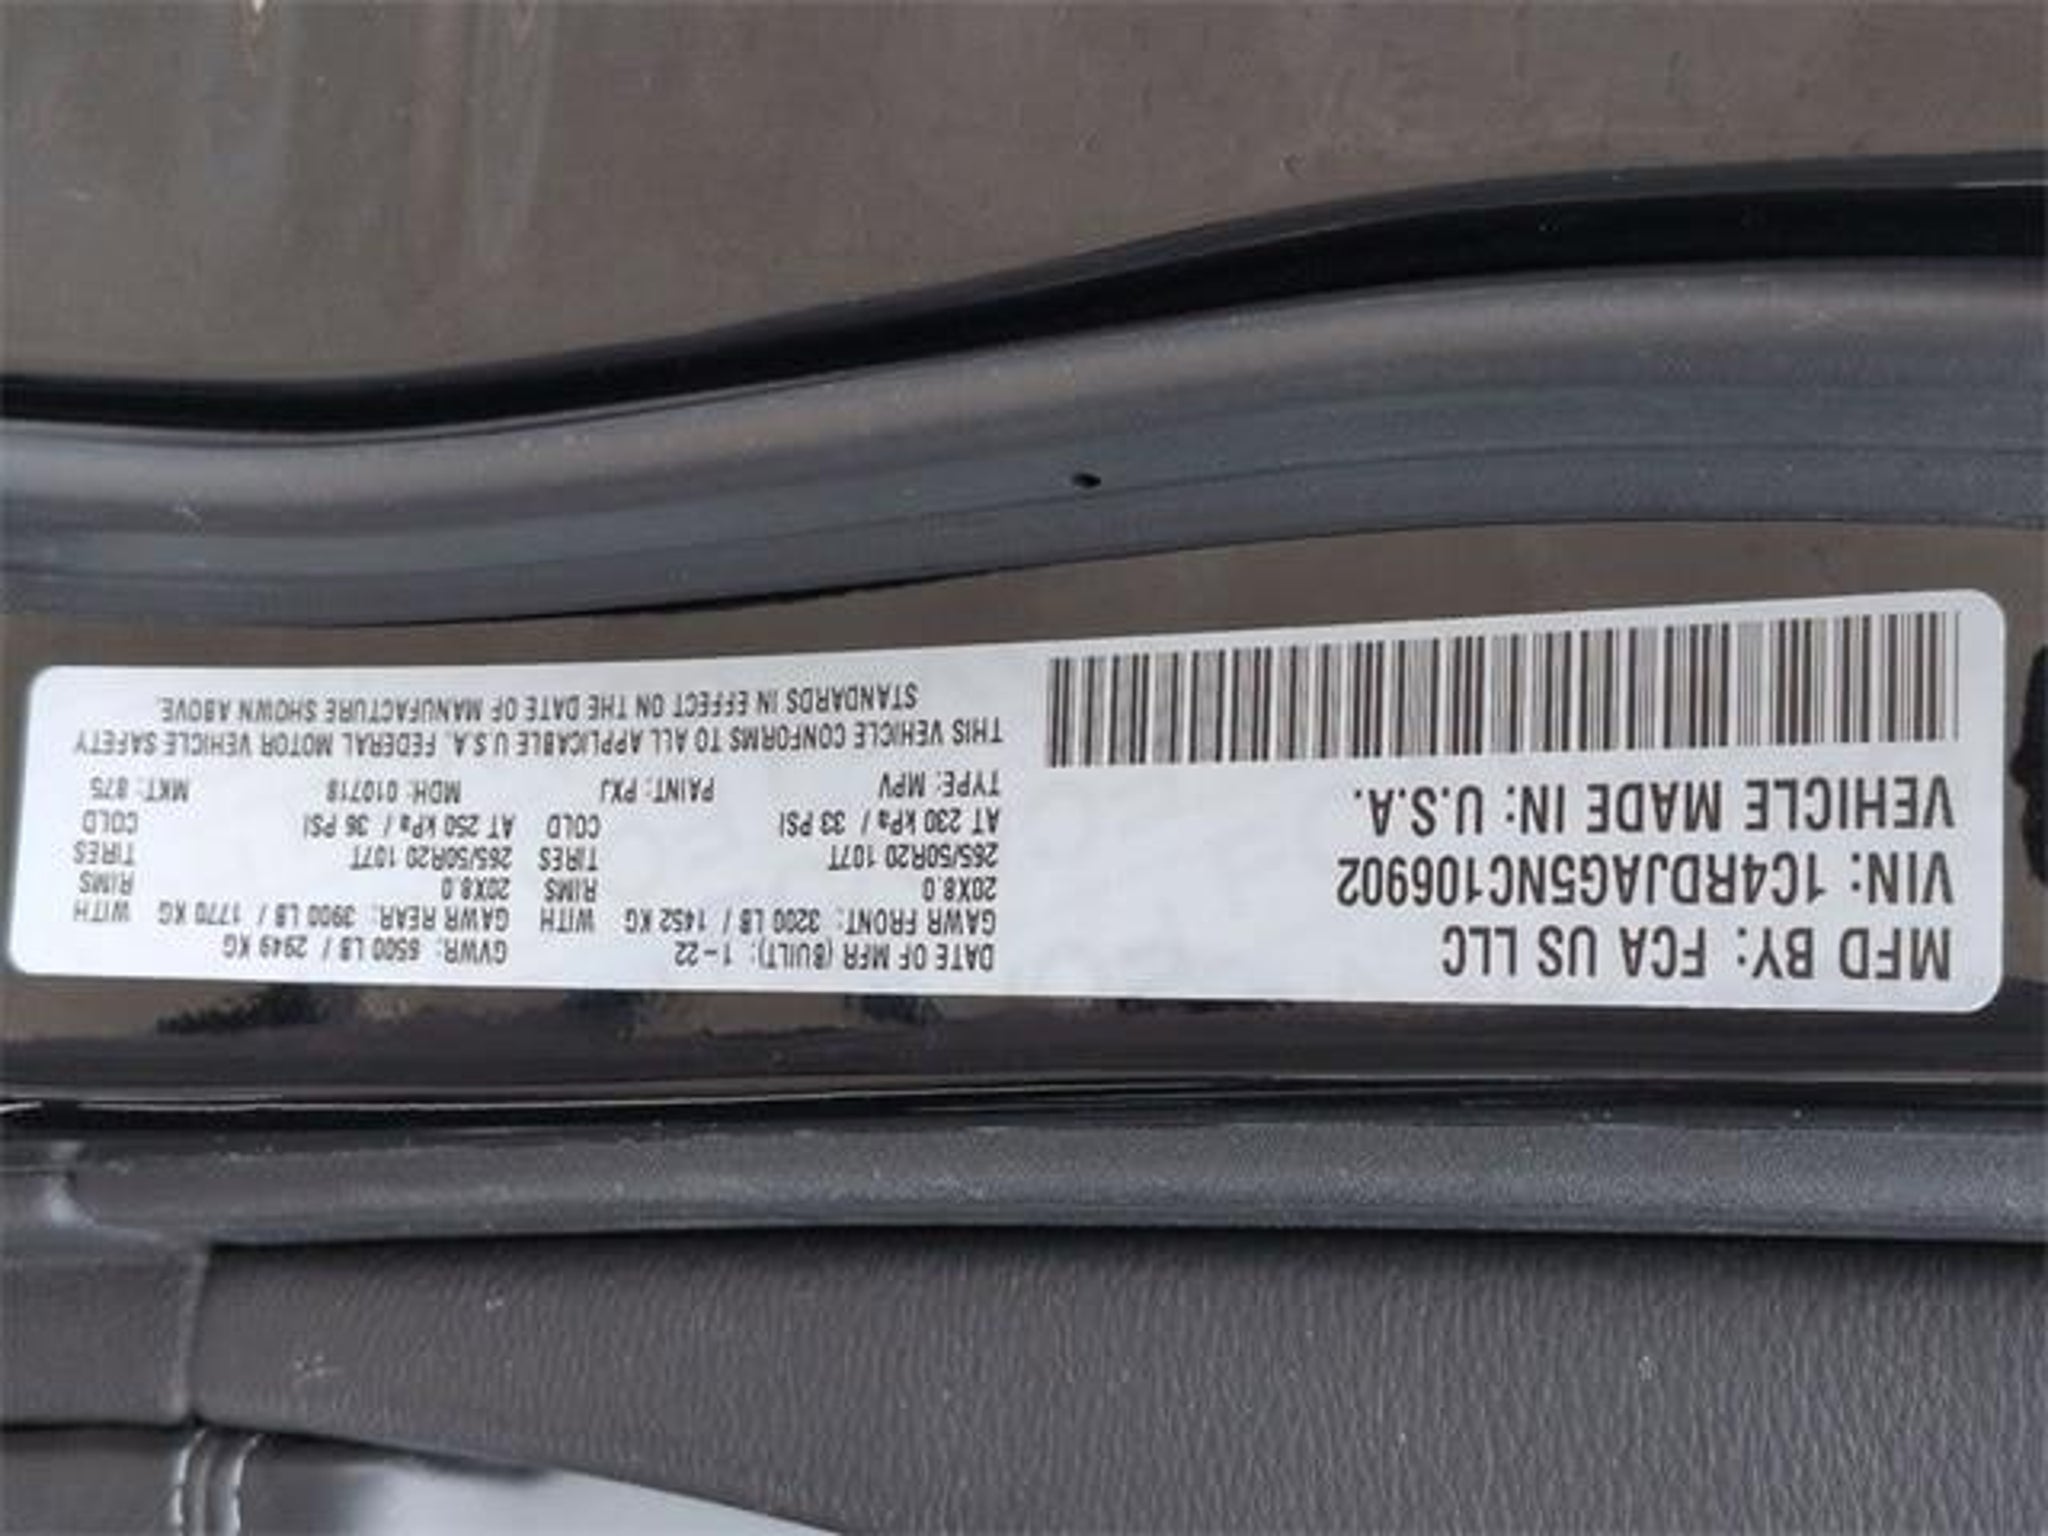 MFD BY: FCA US LLC
VIN: 1C4RDJAG5NC106902
VEHICLE MADE IN: U.S.A.
DATE OF MFR (BUILT): 1-22 GVWR: 6500 LB / 2949 KG
GAWR FRONT: 3200 LB / 1452 KG WITH GAWR REAR: 3900 LB / 1770 KG WITH
20X8.0 RIMS 20X8.0 RIMS
265/50R20 107T TIRES 265/50R20 107T TIRES
AT 230 kPa / 33 PSI COLD AT 250 kPa / 36 PSI COLD
TYPE: MPV PAINT: PXJ MDH: 010718 MKT: 875
THIS VEHICLE CONFORMS TO ALL APPLICABLE U.S.A. FEDERAL MOTOR VEHICLE SAFETY
STANDARDS IN EFFECT ON THE DATE OF MANUFACTURE SHOWN ABOVE.